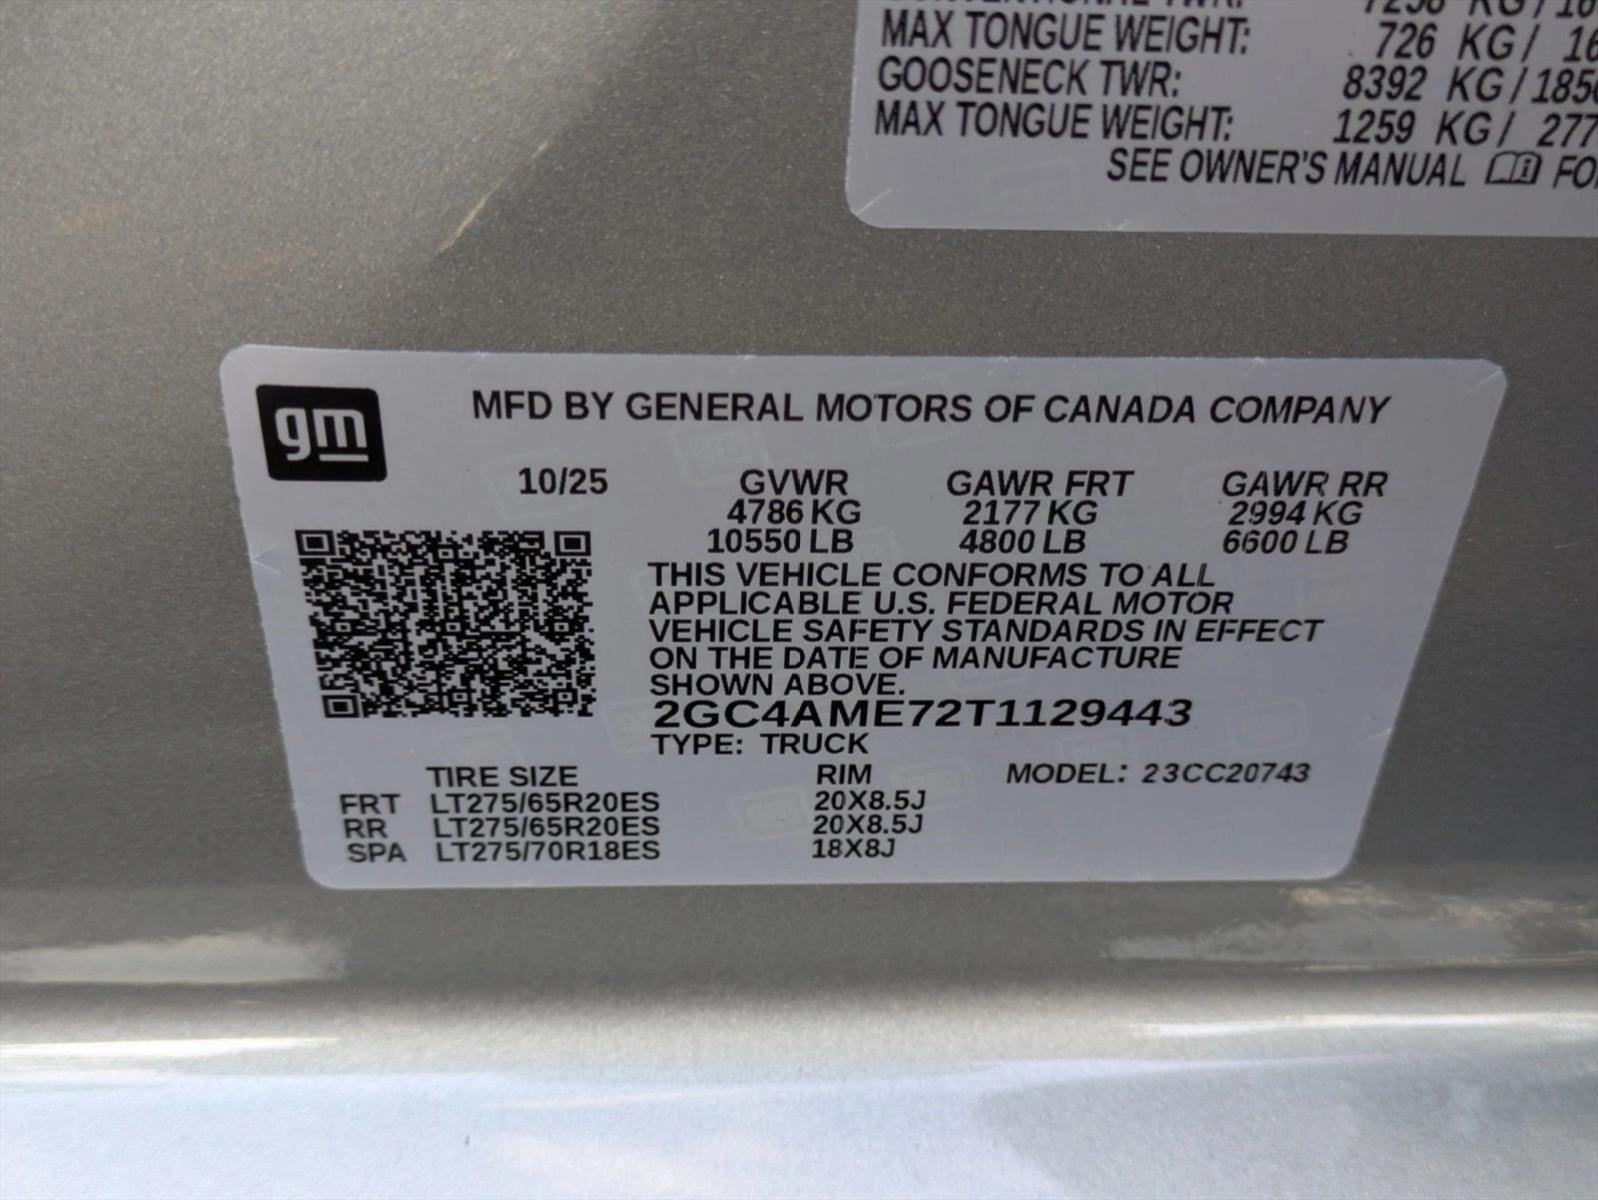 MAX TONGUE WEIGHT: 726 KG/
GOOSENECK TWR: 8392 KG/
MAX TONGUE WEIGHT: 1259 KG/
SEE OWNER'S MANUAL
gm
MFD BY GENERAL MOTORS OF CANADA COMPANY
10/25 GVWR GAWR FRT GAWR RR
4786 KG 2177 KG 2994 KG
10550 LB 4800 LB 6600 LB
THIS VEHICLE CONFORMS TO ALL
APPLICABLE U.S. FEDERAL MOTOR
VEHICLE SAFETY STANDARDS IN EFFECT
ON THE DATE OF MANUFACTURE
SHOWN ABOVE.
2GC4AME72T1129443
TYPE: TRUCK
TIRE SIZE RIM MODEL: 23CC20743
FRT LT275/65R20ES 20X8.5J
RR LT275/65R20ES 20X8.5J
SPA LT275/70R18ES 18X8J